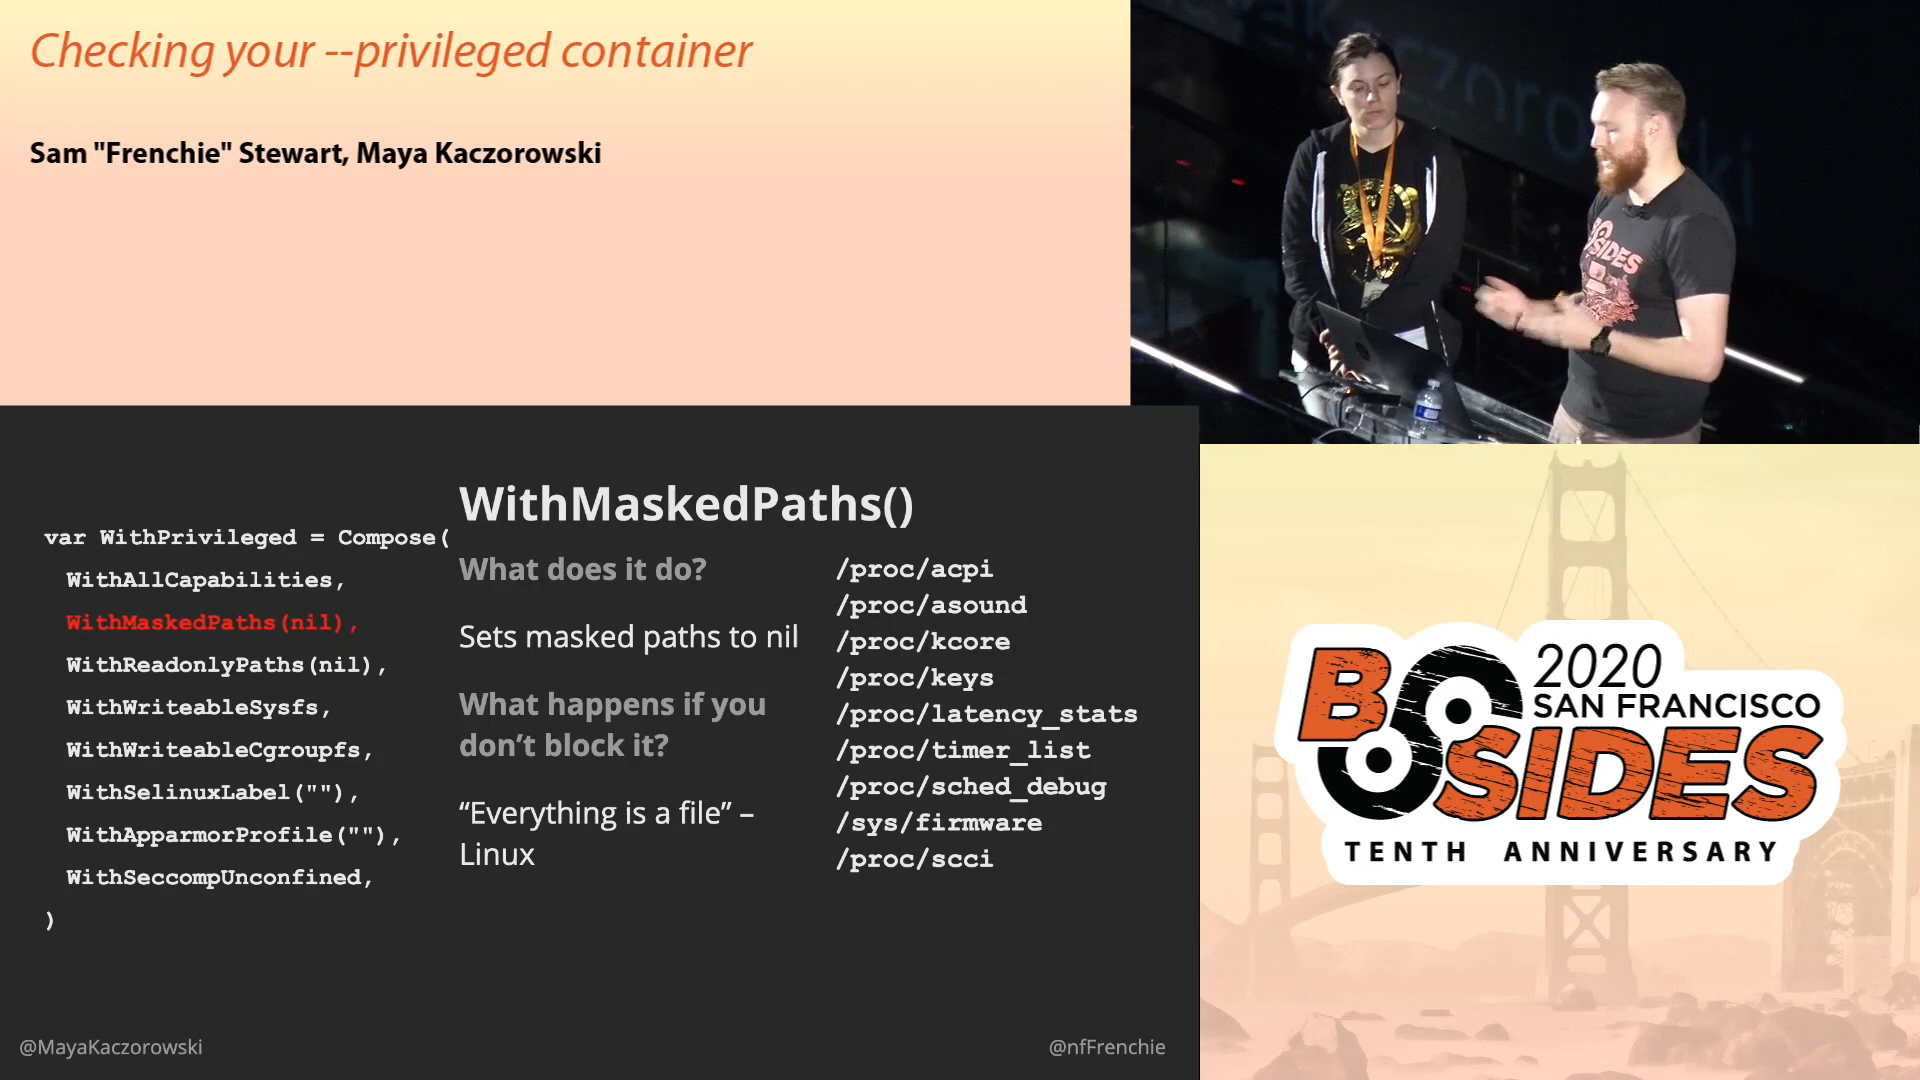 Checking your --privileged container
Sam "Frenchie" Stewart, Maya Kaczorowski
BSIDES
var WithPrivileged = Compose(
WithAllCapabilities,
WithMaskedPaths(nil),
WithReadonlyPaths(nil),
WithWriteableSysfs,
WithWriteableCgroupfs,
WithSelinuxLabel(""),
WithApparmorProfile(""),
WithSeccompUnconfined,
)
WithMaskedPaths()
What does it do?
Sets masked paths to nil
What happens if you
don’t block it?
“Everything is a file” –
Linux
/proc/acpi
/proc/asound
/proc/kcore
/proc/keys
/proc/latency_stats
/proc/timer_list
/proc/sched_debug
/sys/firmware
/proc/scci
@MayaKaczorowski
@nfFrenchie
2020
SAN FRANCISCO
BSIDES
TENTH ANNIVERSARY